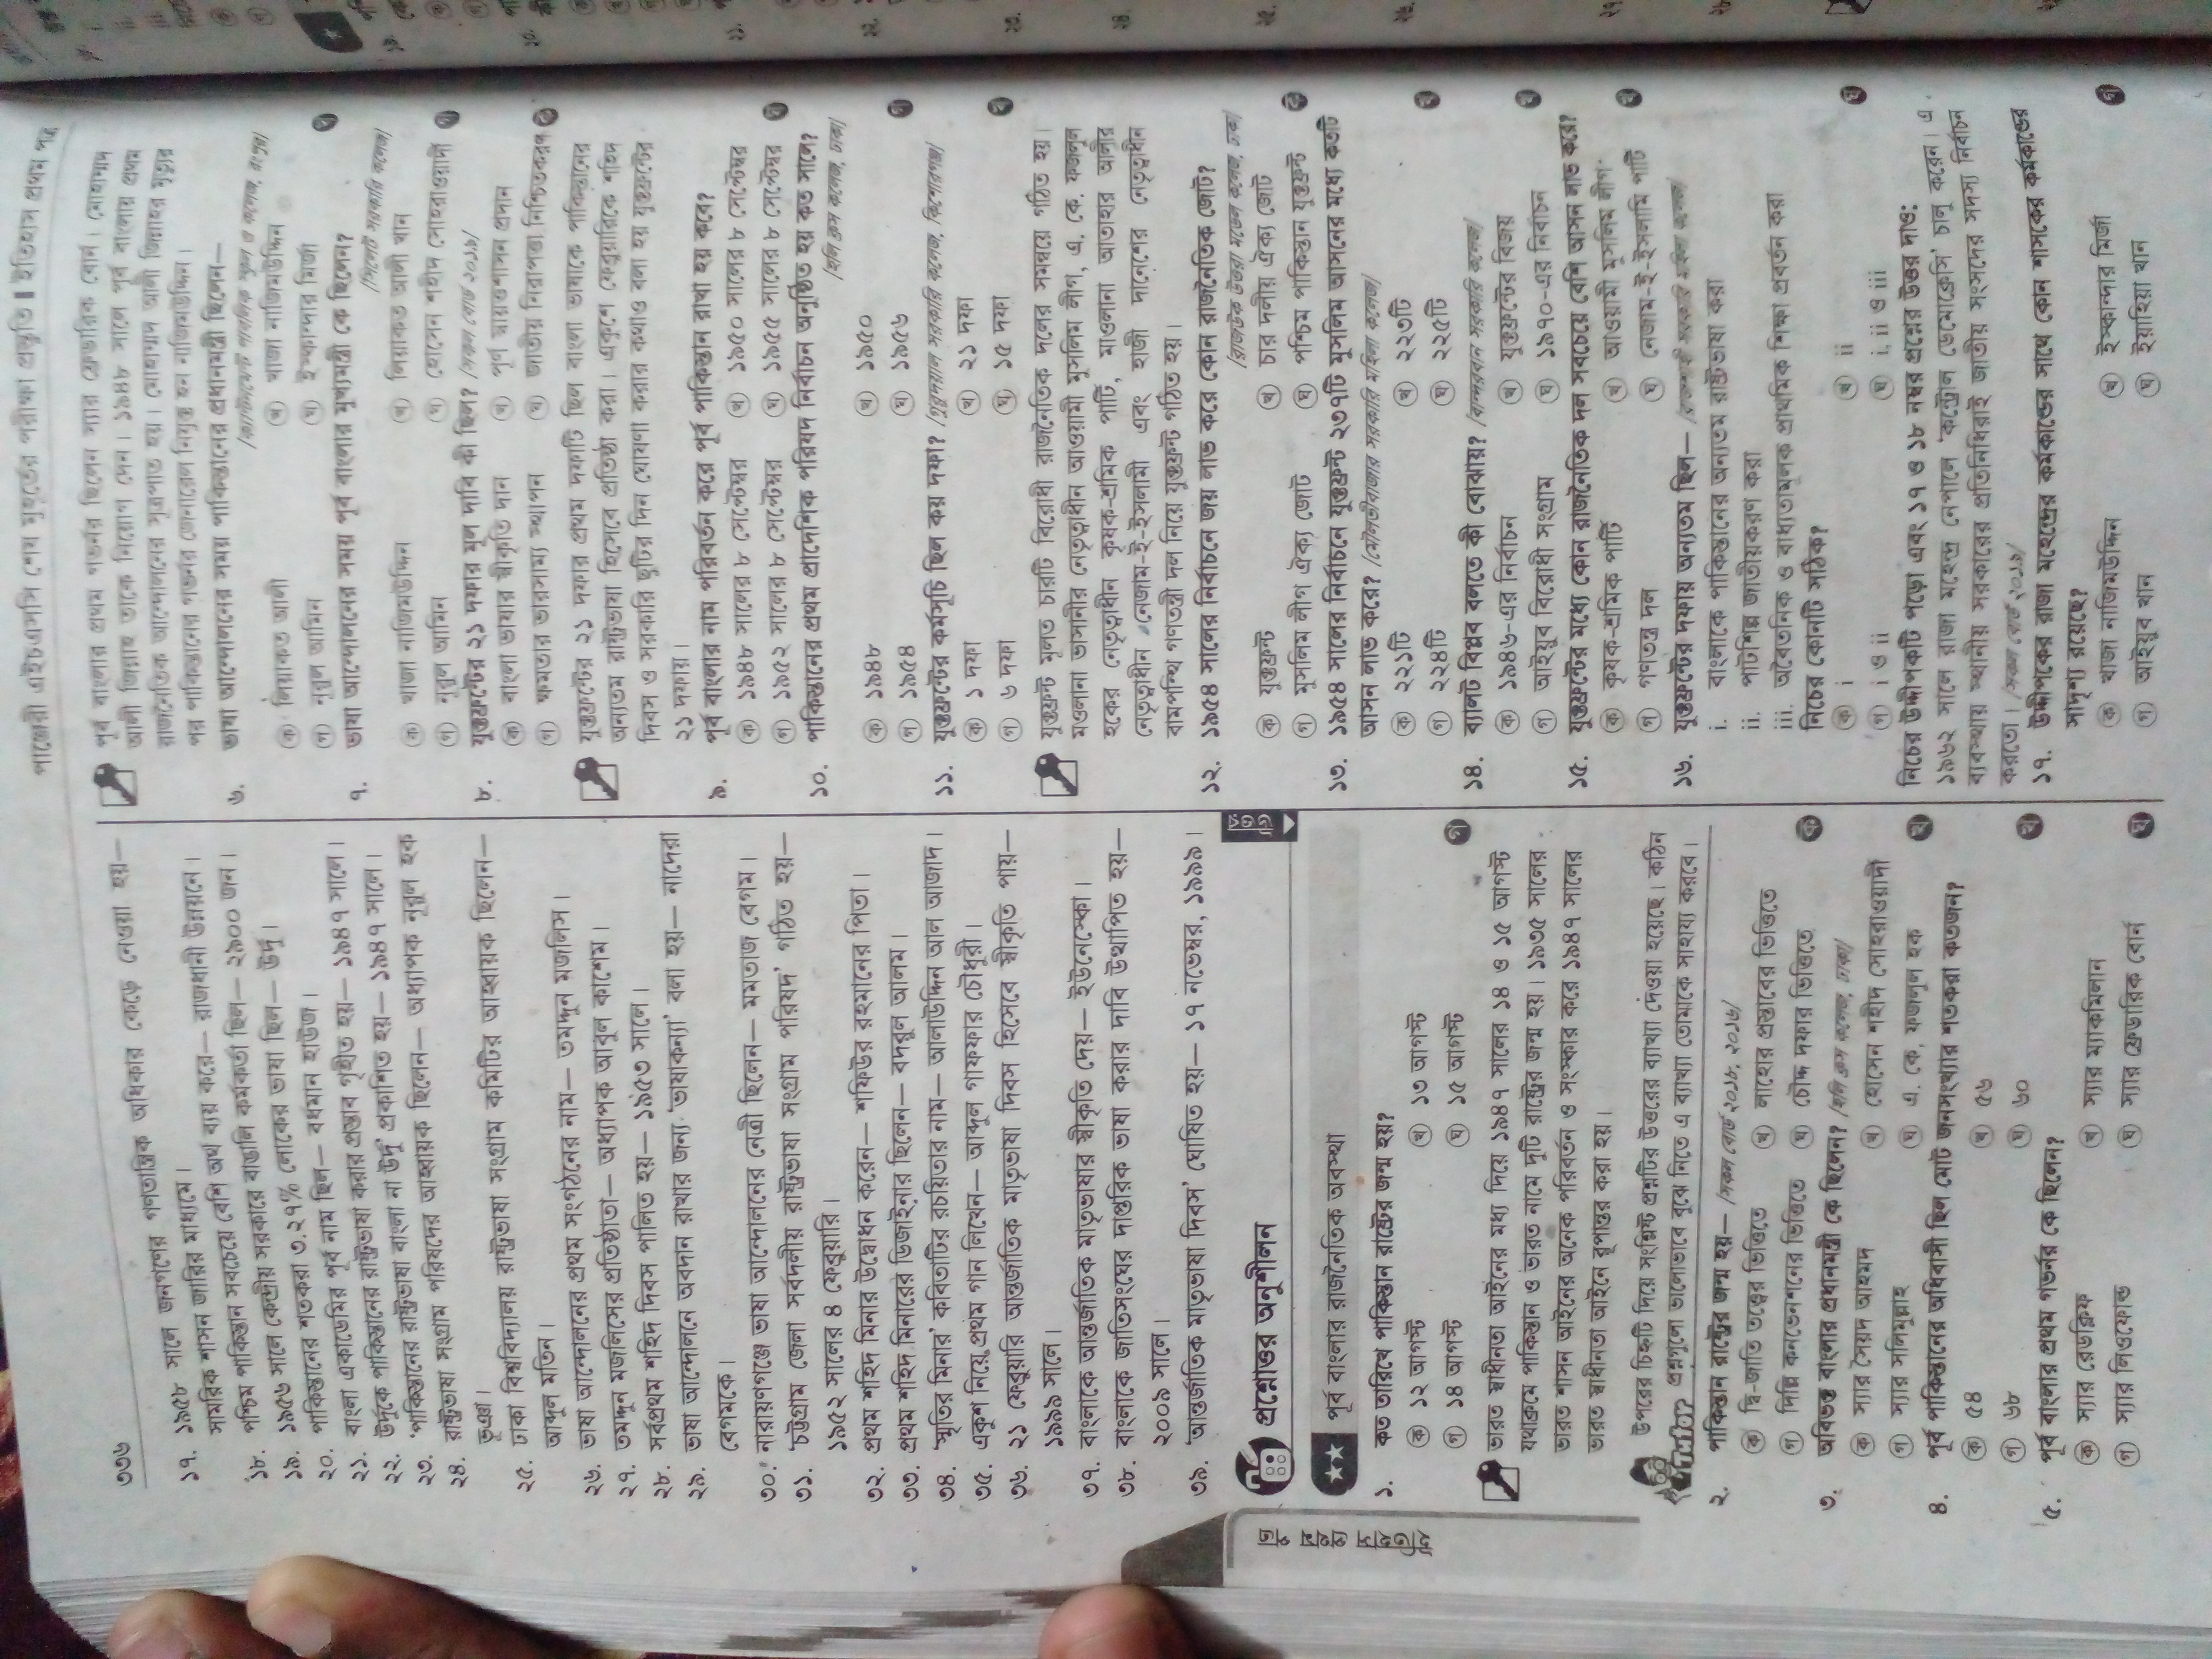 পাঞ্জেরী এইচএসসি শেষ মুহূর্তের পরীক্ষা প্রস্তুতি ॥ ইতিহাস প্রথম পত্র
৩৩৬
১৭. ১৯৫৮ সালে জনগণের গণতান্ত্রিক অধিকার কেড়ে নেওয়া হয়—
সামরিক শাসন জারির মাধ্যমে।
১৮. পশ্চিম পাকিস্তান সবচেয়ে বেশি অর্থ ব্যয় করে— রাজধানী উন্নয়নে।
১৯. ১৯৫৬ সালে কেন্দ্রীয় সরকারে বাঙালি কর্মকর্তা ছিল— ২৯০০ জন।
২০. পাকিস্তানের শতকরা ৩.২৭% লোকের ভাষা ছিল— উর্দু।
২১. বাংলা একাডেমির পূর্ব নাম ছিল— বর্ধমান হাউজ।
২২. উর্দুকে পাকিস্তানের রাষ্ট্রভাষা করার প্রস্তাব গৃহীত হয়— ১৯৪৭ সালে।
২৩. 'পাকিস্তানের রাষ্ট্রভাষা বাংলা না উর্দু' প্রকাশিত হয়— ১৯৪৭ সালে।
২৪. রাষ্ট্রভাষা সংগ্রাম পরিষদের আহ্বায়ক ছিলেন— অধ্যাপক নূরুল হক
ভূঞা।
২৫. ঢাকা বিশ্ববিদ্যালয় রাষ্ট্রভাষা সংগ্রাম কমিটির আহ্বায়ক ছিলেন—
আব্দুল মতিন।
২৬. ভাষা আন্দোলনের প্রথম সংগঠনের নাম— তমদ্দুন মজলিস।
২৭. তমদ্দুন মজলিসের প্রতিষ্ঠাতা— অধ্যাপক আবুল কাশেম।
২৮. সর্বপ্রথম শহিদ দিবস পালিত হয়— ১৯৫৩ সালে।
২৯. ভাষা আন্দোলনে অবদান রাখার জন্য 'ভাষাকন্যা' বলা হয়— নাদেরা
বেগমকে।
৩০. নারায়ণগঞ্জে ভাষা আন্দোলনের নেত্রী ছিলেন— মমতাজ বেগম।
৩১. 'চট্টগ্রাম জেলা সর্বদলীয় রাষ্ট্রভাষা সংগ্রাম পরিষদ' গঠিত হয়—
১৯৫২ সালের ৪ ফেব্রুয়ারি।
৩২. প্রথম শহিদ মিনার উদ্বোধন করেন— শফিউর রহমানের পিতা।
৩৩. প্রথম শহিদ মিনারের ডিজাইনার ছিলেন— বদরুল আলম।
৩৪. 'স্মৃতির মিনার' কবিতাটির রচয়িতার নাম— আলাউদ্দিন আল আজাদ।
৩৫. একুশ নিয়ে প্রথম গান লিখেন— আব্দুল গাফফার চৌধুরী।
৩৬. ২১ ফেব্রুয়ারি আন্তর্জাতিক মাতৃভাষা দিবস হিসেবে স্বীকৃতি পায়—
১৯৯৯ সালে।
৩৭. বাংলাকে আন্তর্জাতিক মাতৃভাষার স্বীকৃতি দেয়— ইউনেস্কো।
৩৮. বাংলাকে জাতিসংঘের দাপ্তরিক ভাষা করার দাবি উত্থাপিত হয়—
২০০৯ সালে।
৩৯. 'আন্তর্জাতিক মাতৃভাষা দিবস' ঘোষিত হয়— ১৭ নভেম্বর, ১৯৯৯।
প্রশ্নোত্তর অনুশীলন
উত্তর
★★ পূর্ব বাংলার রাজনৈতিক অবস্থা
১. কত তারিখে পাকিস্তান রাষ্ট্রের জন্ম হয়?
ক ১২ আগস্ট খ ১৩ আগস্ট
গ ১৪ আগস্ট ঘ ১৫ আগস্ট গ
ভারত স্বাধীনতা আইনের মধ্য দিয়ে ১৯৪৭ সালের ১৪ ও ১৫ আগস্ট
যথাক্রমে পাকিস্তান ও ভারত নামে দুটি রাষ্ট্রের জন্ম হয়। ১৯৩৫ সালের
ভারত শাসন আইনের অনেক পরিবর্তন ও সংস্কার করে ১৯৪৭ সালের
ভারত স্বাধীনতা আইনে রূপান্তর করা হয়।
উপরের চিহ্নটি দিয়ে সংশ্লিষ্ট প্রশ্নটির উত্তরের ব্যাখ্যা দেওয়া হয়েছে। কঠিন
Tutor প্রশ্নগুলো ভালোভাবে বুঝে নিতে এ ব্যাখ্যা তোমাকে সাহায্য করবে।
২. পাকিস্তান রাষ্ট্রের জন্ম হয়— /সকল বোর্ড ২০১৮, ২০১৬/
ক দ্বি-জাতি তত্ত্বের ভিত্তিতে খ লাহোর প্রস্তাবের ভিত্তিতে
গ দিল্লি কনভেনশনের ভিত্তিতে ঘ চৌদ্দ দফার ভিত্তিতে ক
৩. অবিভক্ত বাংলার প্রধানমন্ত্রী কে ছিলেন? /হলি ক্রস কলেজ, ঢাকা/
ক স্যার সৈয়দ আহমদ খ হোসেন শহীদ সোহরাওয়ার্দী
গ স্যার সলিমুল্লাহ ঘ এ. কে. ফজলুল হক
৪. পূর্ব পাকিস্তানের অধিবাসী ছিল মোট জনসংখ্যার শতকরা কতজন?
ক ৫৪ খ ৫৬
গ ৬৮ ঘ ৬০
৫. পূর্ব বাংলার প্রথম গভর্নর কে ছিলেন?
ক স্যার রেডক্লিফ খ স্যার ম্যাকমিলান
গ স্যার লিওফোল্ড ঘ স্যার ফ্রেডারিক বোর্ন ঘ
ইতিহাস প্রথম পত্র
পূর্ব বাংলার প্রথম গভর্নর ছিলেন স্যার ফ্রেডারিক বোর্ন। মোহাম্মদ
আলী জিন্নাহ তাকে নিয়োগ দেন। ১৯৪৮ সালে পূর্ব বাংলায় প্রথম
রাজনৈতিক আন্দোলনের সূত্রপাত হয়। মোহাম্মদ আলী জিন্নাহর মৃত্যুর
পর পাকিস্তানের গভর্নর জেনারেল নিযুক্ত হন নাজিমউদ্দিন।
৬. ভাষা আন্দোলনের সময় পাকিস্তানের প্রধানমন্ত্রী ছিলেন—
/ক্যান্টনমেন্ট পাবলিক স্কুল ও কলেজ, রংপুর/
ক লিয়াকত আলী খ খাজা নাজিমউদ্দিন
গ নূরুল আমিন ঘ ইস্কান্দার মির্জা
৭. ভাষা আন্দোলনের সময় পূর্ব বাংলার মুখ্যমন্ত্রী কে ছিলেন?
/সিলেট সরকারি কলেজ/
ক খাজা নাজিমউদ্দিন খ লিয়াকত আলী খান
গ নূরুল আমিন ঘ হোসেন শহীদ সোহরাওয়ার্দী
৮. যুক্তফ্রন্টের ২১ দফার মূল দাবি কী ছিল? /সকল বোর্ড ২০১৯/
ক বাংলা ভাষার স্বীকৃতি দান খ পূর্ণ স্বায়ত্তশাসন প্রদান
গ ক্ষমতার ভারসাম্য স্থাপন ঘ জাতীয় নিরাপত্তা নিশ্চিতকরণ
যুক্তফ্রন্টের ২১ দফার প্রথম দফাটি ছিল বাংলা ভাষাকে পাকিস্তানের
অন্যতম রাষ্ট্রভাষা হিসেবে প্রতিষ্ঠা করা। একুশে ফেব্রুয়ারিকে শহিদ
দিবস ও সরকারি ছুটির দিন ঘোষণা করার কথাও বলা হয় যুক্তফ্রন্টের
২১ দফায়।
৯. পূর্ব বাংলার নাম পরিবর্তন করে পূর্ব পাকিস্তান রাখা হয় কবে?
ক ১৯৪৮ সালের ৮ সেপ্টেম্বর খ ১৯৫০ সালের ৮ সেপ্টেম্বর
গ ১৯৫২ সালের ৮ সেপ্টেম্বর ঘ ১৯৫৫ সালের ৮ সেপ্টেম্বর
১০. পাকিস্তানের প্রথম প্রাদেশিক পরিষদ নির্বাচন অনুষ্ঠিত হয় কত সালে?
/হলি ক্রস কলেজ, ঢাকা/
ক ১৯৪৮ খ ১৯৫০
গ ১৯৫৪ ঘ ১৯৫৬
১১. যুক্তফ্রন্টের কর্মসূচি ছিল কয় দফা? /গুরুদয়াল সরকারি কলেজ, কিশোরগঞ্জ/
ক ১ দফা খ ২১ দফা
গ ৬ দফা ঘ ১৫ দফা
যুক্তফ্রন্ট মূলত চারটি বিরোধী রাজনৈতিক দলের সমন্বয়ে গঠিত হয়।
মওলানা ভাসানীর নেতৃত্বাধীন আওয়ামী মুসলিম লীগ, এ. কে. ফজলুল
হকের নেতৃত্বাধীন কৃষক-শ্রমিক পার্টি, মাওলানা আতাহার আলীর
নেতৃত্বাধীন নেজাম-ই-ইসলামী এবং হাজী দানেশের নেতৃত্বাধীন
বামপন্থি গণতন্ত্রী দল নিয়ে যুক্তফ্রন্ট গঠিত হয়।
১২. ১৯৫৪ সালের নির্বাচনে জয় লাভ করে কোন রাজনৈতিক জোট?
/রাজউক উত্তরা মডেল কলেজ, ঢাকা/
ক যুক্তফ্রন্ট খ চার দলীয় ঐক্য জোট
গ মুসলিম লীগ ঐক্য জোট ঘ পশ্চিম পাকিস্তান যুক্তফ্রন্ট
১৩. ১৯৫৪ সালের নির্বাচনে যুক্তফ্রন্ট ২৩৭টি মুসলিম আসনের মধ্যে কতটি
আসন লাভ করে? /মৌলভীবাজার সরকারি মহিলা কলেজ/
ক ২২১টি খ ২২৩টি
গ ২২৪টি ঘ ২২৫টি
১৪. ব্যালট বিপ্লব বলতে কী বোঝায়? /বান্দরবান সরকারি কলেজ/
ক ১৯৪৬-এর নির্বাচন খ যুক্তফ্রন্টের বিজয়
গ আইয়ুব বিরোধী সংগ্রাম ঘ ১৯৭০-এর নির্বাচন
১৫. যুক্তফ্রন্টের মধ্যে কোন রাজনৈতিক দল সবচেয়ে বেশি আসন লাভ করে?
ক কৃষক-শ্রমিক পার্টি খ আওয়ামী মুসলিম লীগ
গ গণতন্ত্র দল ঘ নেজাম-ই-ইসলামি পার্টি
১৬. যুক্তফ্রন্টের দফায় অন্যতম ছিল— /রাজশাহী সরকারি মহিলা কলেজ/
i. বাংলাকে পাকিস্তানের অন্যতম রাষ্ট্রভাষা করা
ii. পাটশিল্প জাতীয়করণ করা
iii. অবৈতনিক ও বাধ্যতামূলক প্রাথমিক শিক্ষা প্রবর্তন করা
নিচের কোনটি সঠিক?
ক i খ ii
গ i ও ii ঘ i, ii ও iii
নিচের উদ্দীপকটি পড়ো এবং ১৭ ও ১৮ নম্বর প্রশ্নের উত্তর দাও:
১৯৬২ সালে রাজা মহেন্দ্র নেপালে 'কন্ট্রোল ডেমোক্রেসি' চালু করেন। এ
ব্যবস্থায় স্থানীয় সরকারের প্রতিনিধিরাই জাতীয় সংসদের সদস্য নির্বাচন
করতো। /সকল বোর্ড ২০১৯/
১৭. উদ্দীপকের রাজা মহেন্দ্রের কর্মকাণ্ডের সাথে কোন শাসকের কর্মকাণ্ডের
সাদৃশ্য রয়েছে?
ক খাজা নাজিমউদ্দিন খ ইস্কান্দার মির্জা
গ আইয়ুব খান ঘ ইয়াহিয়া খান